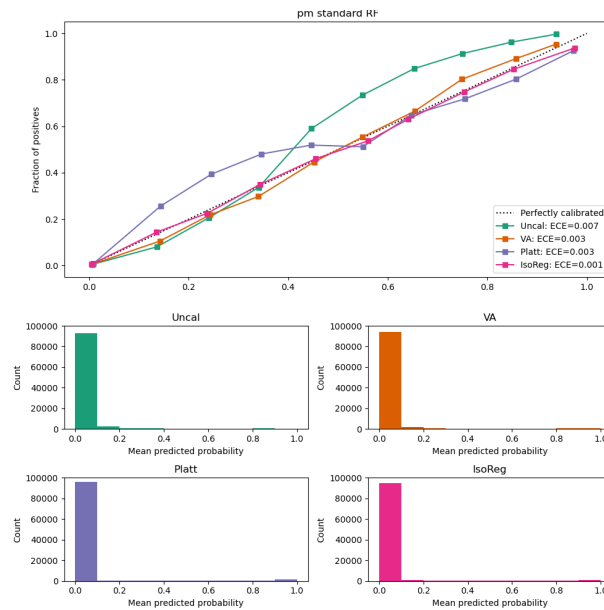 pm standard RF
1.0
0.8
0.6
0.4
0.2
0.0
Fraction of positives
0.0 0.2 0.4 0.6 0.8 1.0
Perfectly calibrated
Uncal: ECE=0.007
VA: ECE=0.003
Platt: ECE=0.003
IsoReg: ECE=0.001
Uncal
100000
80000
60000
40000
20000
0
Count
0.0 0.2 0.4 0.6 0.8 1.0
Mean predicted probability
VA
100000
80000
60000
40000
20000
0
Count
0.0 0.2 0.4 0.6 0.8 1.0
Mean predicted probability
Platt
100000
80000
60000
40000
20000
0
Count
0.0 0.2 0.4 0.6 0.8 1.0
Mean predicted probability
IsoReg
100000
80000
60000
40000
20000
0
Count
0.0 0.2 0.4 0.6 0.8 1.0
Mean predicted probability